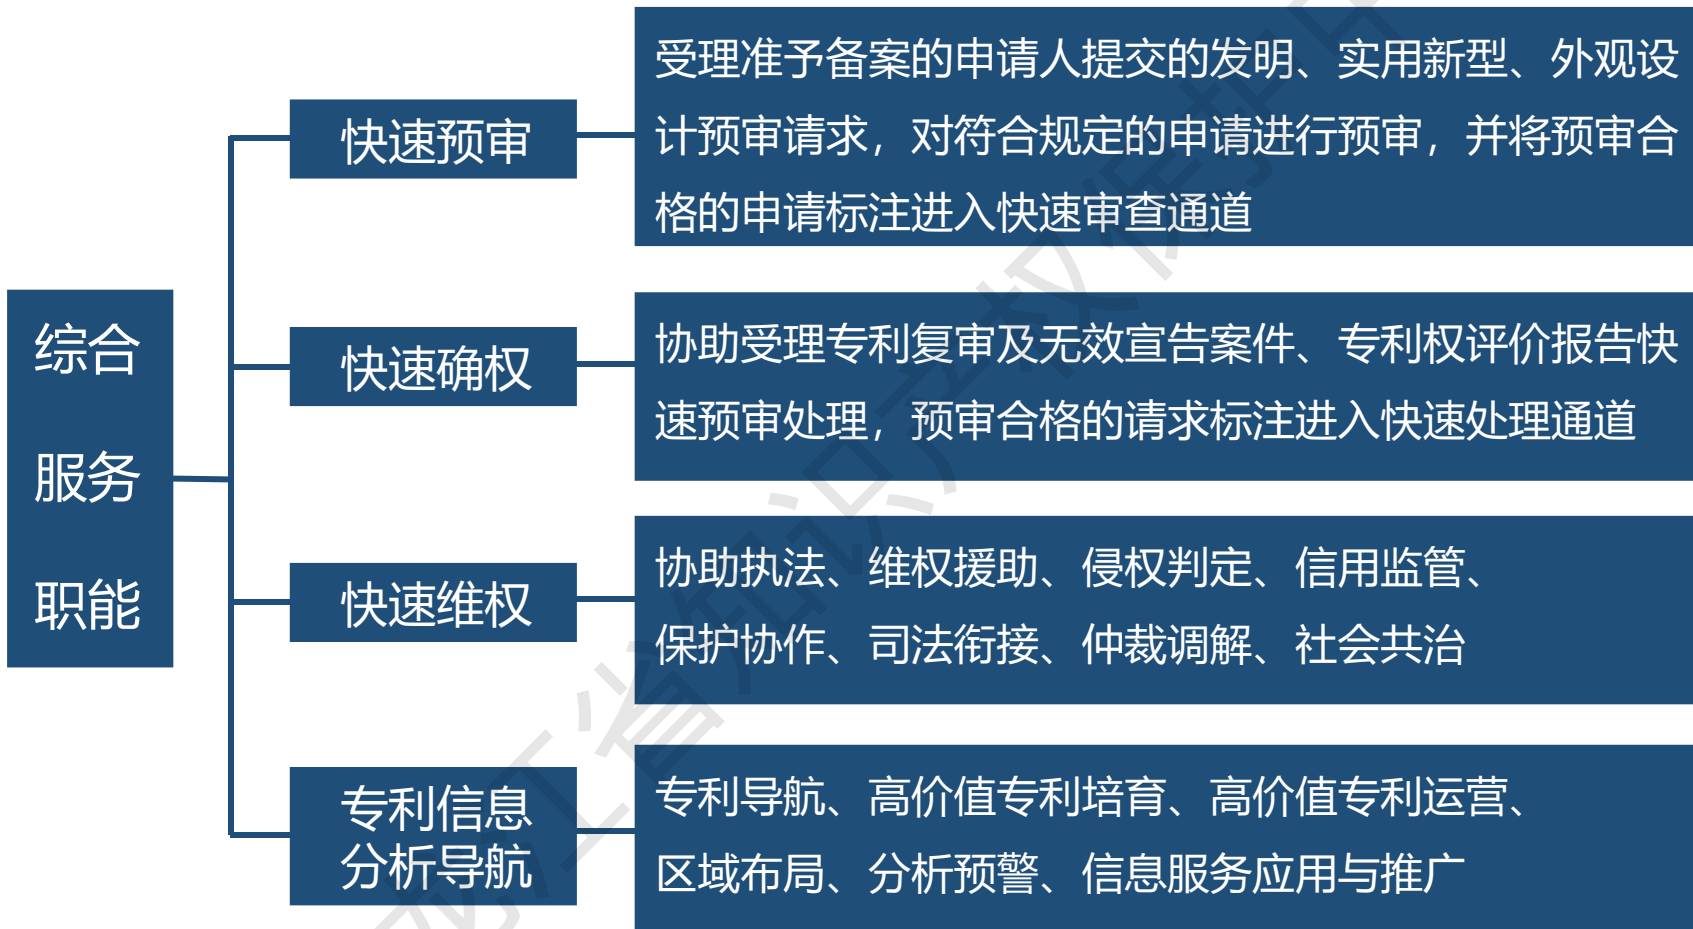 综合
服务
职能
快速预审
受理准予备案的申请人提交的发明、实用新型、外观设
计预审请求，对符合规定的申请进行预审，并将预审合
格的申请标注进入快速审查通道
快速确权
协助受理专利复审及无效宣告案件、专利权评价报告快
速预审处理，预审合格的请求标注进入快速处理通道
快速维权
协助执法、维权援助、侵权判定、信用监管、
保护协作、司法衔接、仲裁调解、社会共治
专利信息
分析导航
专利导航、高价值专利培育、高价值专利运营、
区域布局、分析预警、信息服务应用与推广
江省知识产权保护